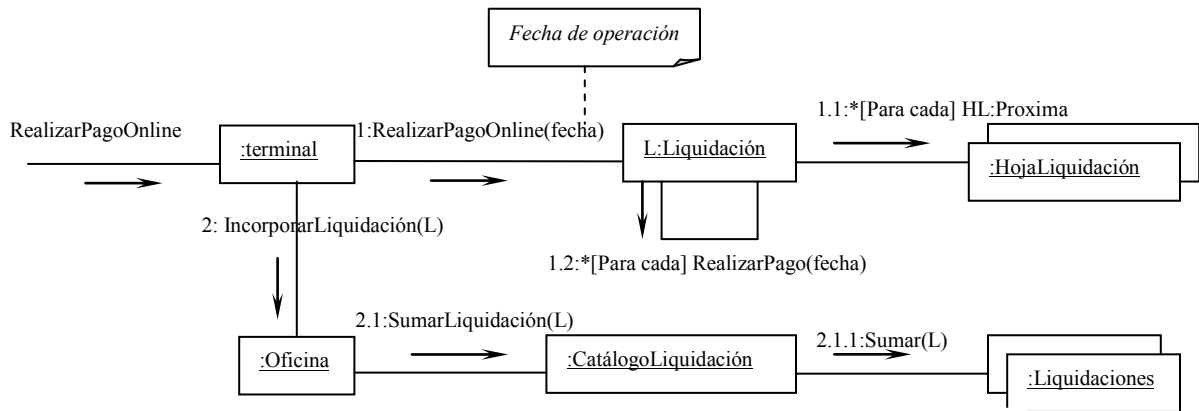 Fecha de operación
RealizarPagoOnline
1:RealizarPagoOnline(fecha)
1.1:*[Para cada] HL:Proxima
:terminal
L:Liquidación
:HojaLiquidación
2: IncorporarLiquidación(L)
1.2:*[Para cada] RealizarPago(fecha)
2.1:SumarLiquidación(L)
2.1.1:Sumar(L)
:Oficina
:CatálogoLiquidación
:Liquidaciones